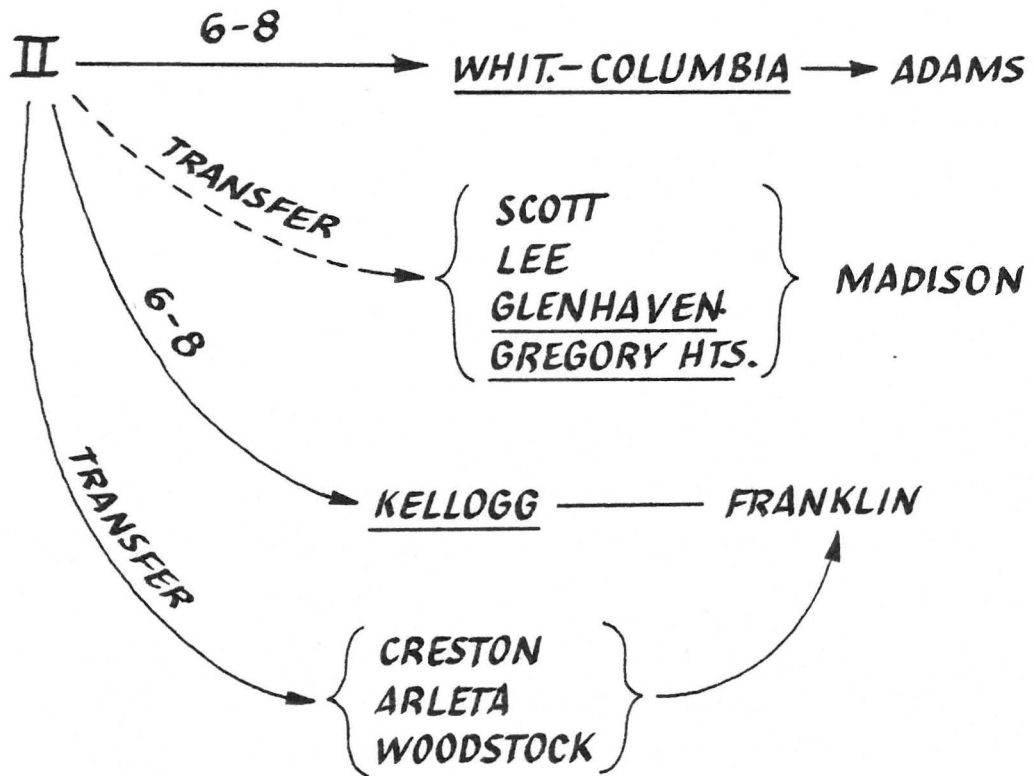 6-8
II WHIT.-COLUMBIA ADAMS
TRANSFER
SCOTT
LEE
GLENHAVEN
GREGORY HTS.
MADISON
6-8
KELLOGG FRANKLIN
TRANSFER
CRESTON
ARLETA
WOODSTOCK